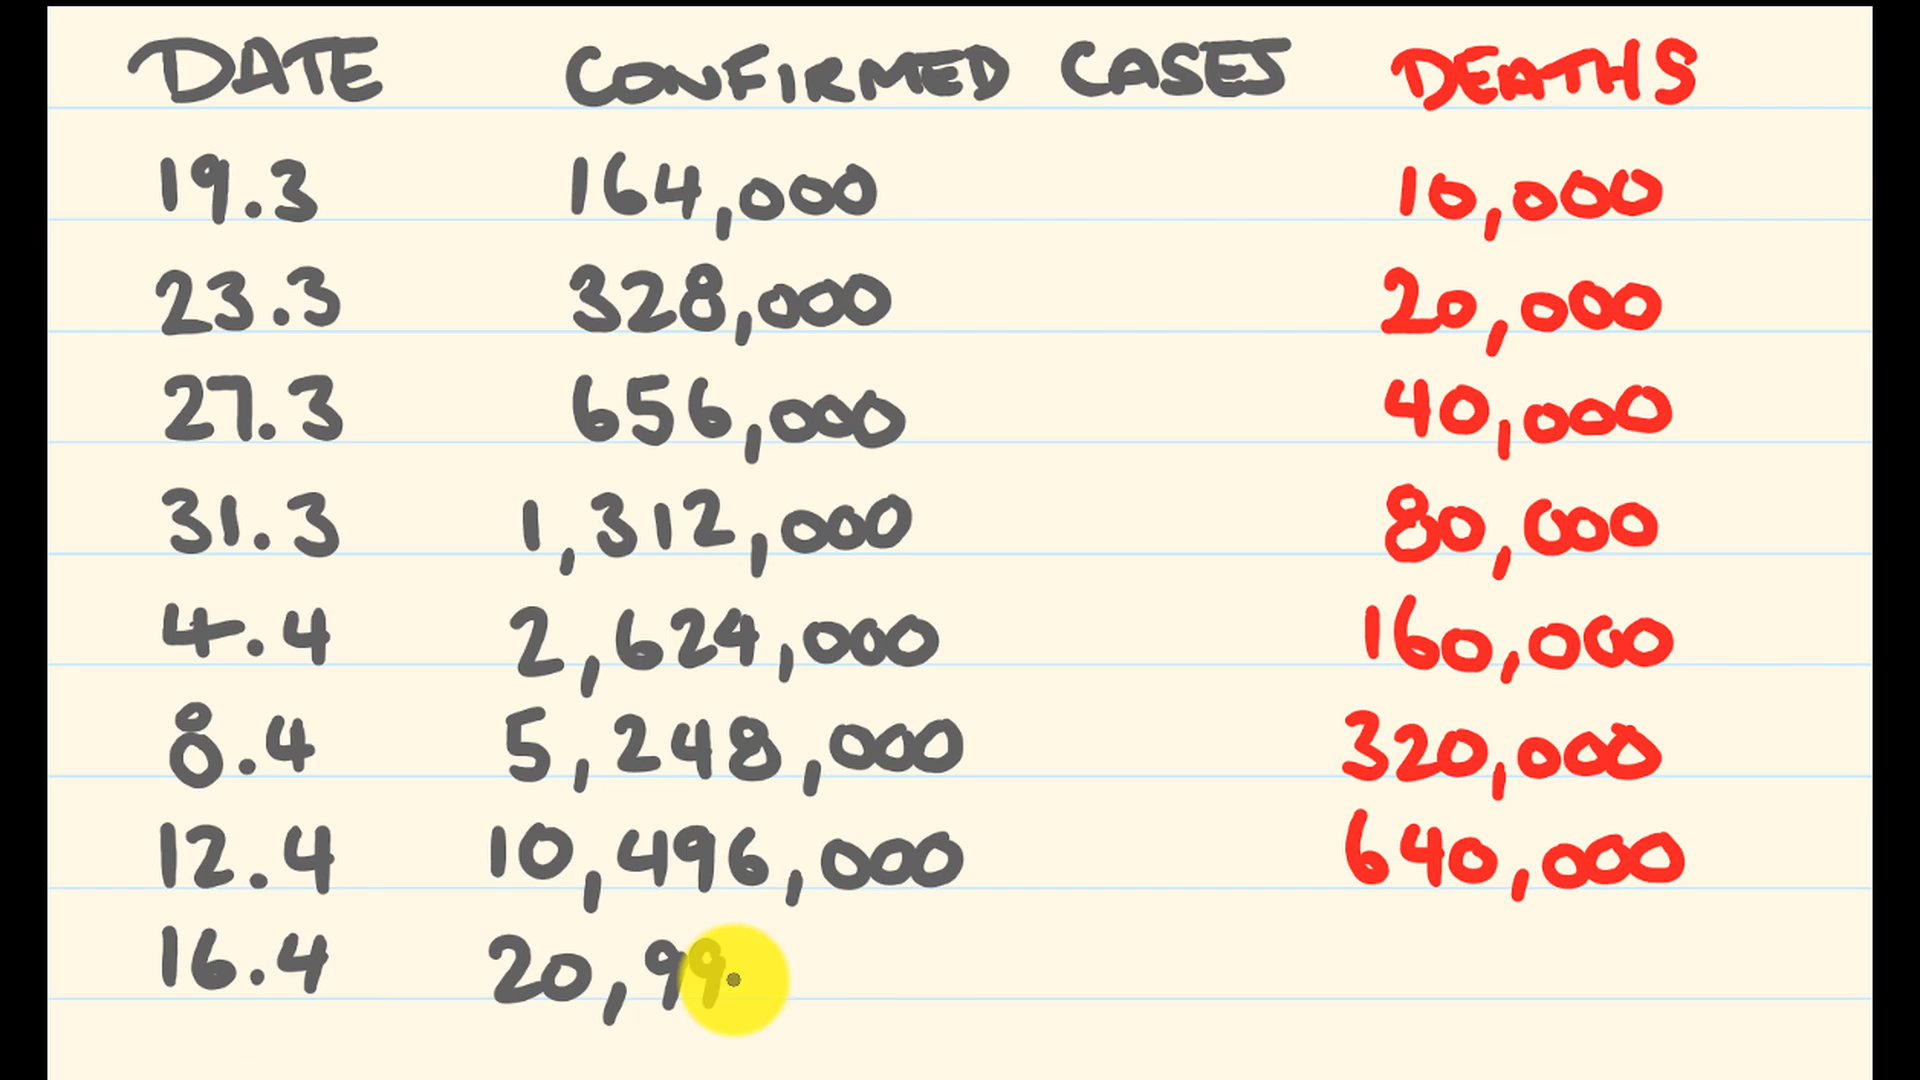 DATE CONFIRMED CASES DEATHS
19.3 164,000 10,000
23.3 328,000 20,000
27.3 656,000 40,000
31.3 1,312,000 80,000
4.4 2,624,000 160,000
8.4 5,248,000 320,000
12.4 10,496,000 640,000
16.4 20,99